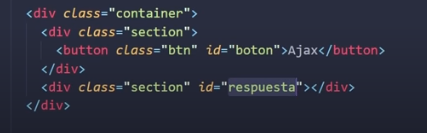 <div class="container">
<div class="section">
<button class="btn" id="boton">Ajax</button>
</div>
<div class="section" id="respuesta"></div>
</div>